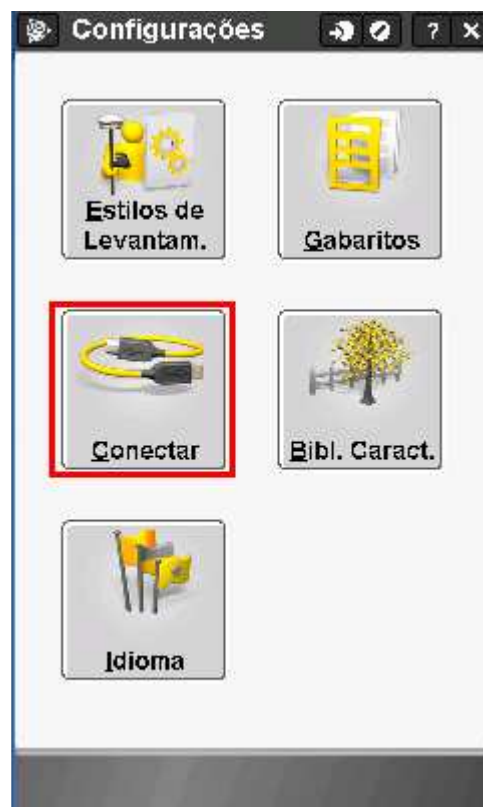 Configurações ? X
Estilos de
Levantam.
Gabaritos
Conectar
Bibl. Caract.
Idioma